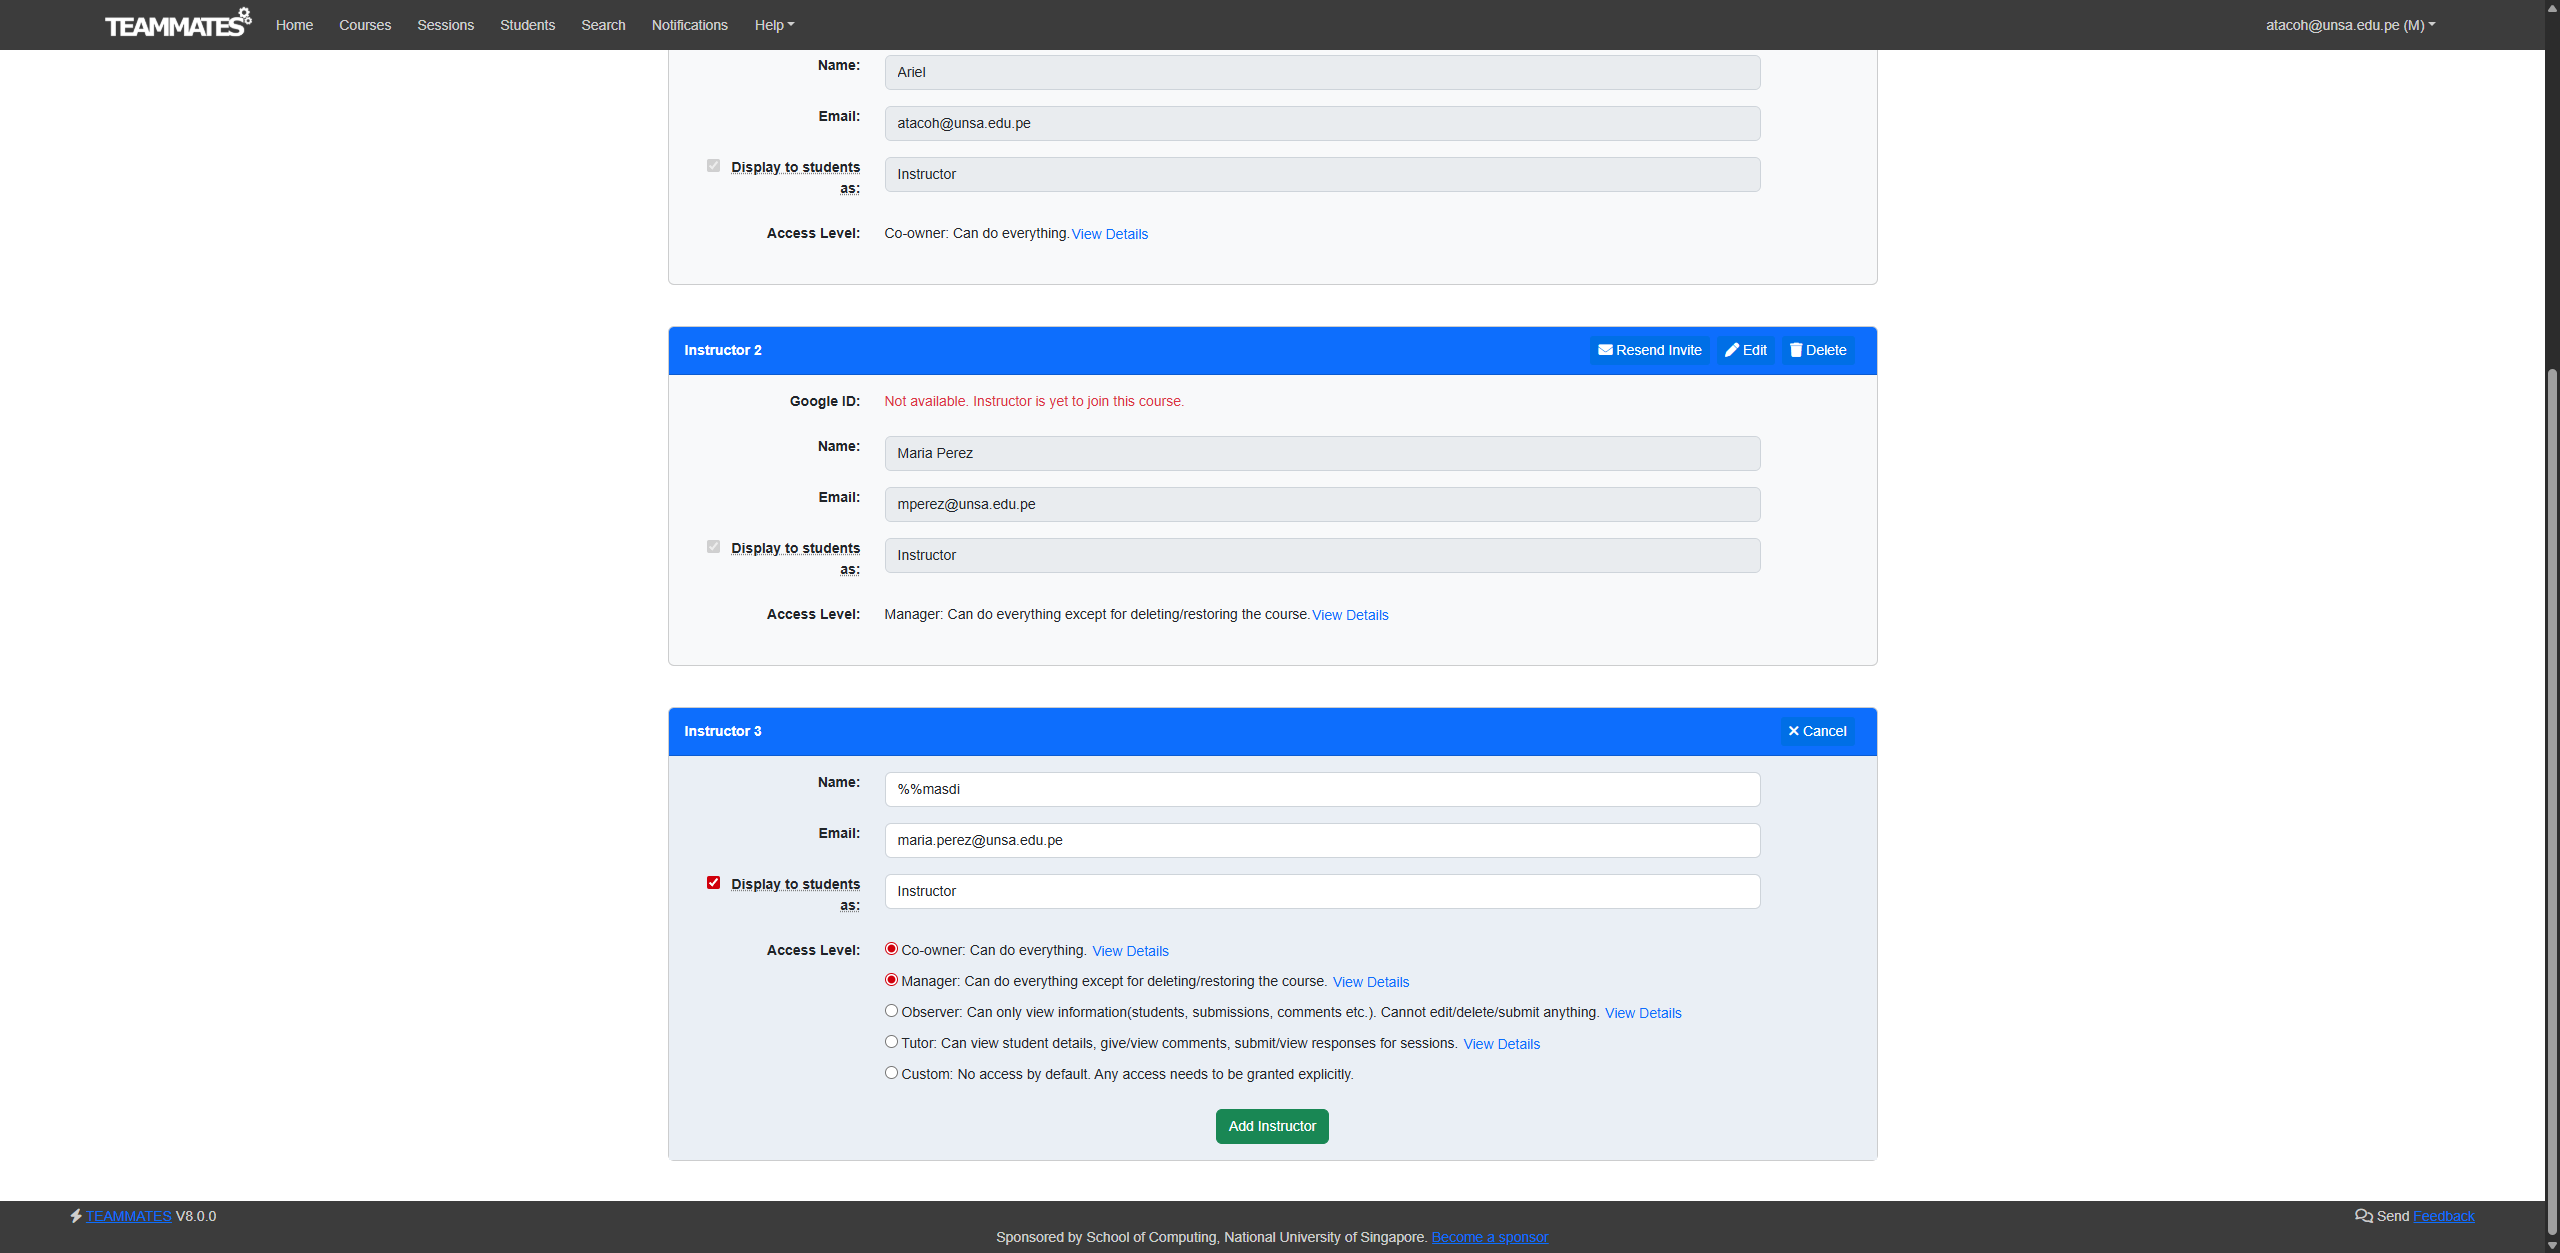 TEAMMATES Home Courses Sessions Students Search Notifications Help atacoh@unsa.edu.pe (M)
Name: Ariel
Email: atacoh@unsa.edu.pe
Display to students as: Instructor
Access Level: Co-owner: Can do everything. View Details
Instructor 2 Resend Invite Edit Delete
Google ID: Not available. Instructor is yet to join this course.
Name: Maria Perez
Email: mperez@unsa.edu.pe
Display to students as: Instructor
Access Level: Manager: Can do everything except for deleting/restoring the course. View Details
Instructor 3 Cancel
Name: %%masdi
Email: maria.perez@unsa.edu.pe
Display to students as: Instructor
Access Level: Co-owner: Can do everything. View Details
Manager: Can do everything except for deleting/restoring the course. View Details
Observer: Can only view information(students, submissions, comments etc.). Cannot edit/delete/submit anything. View Details
Tutor: Can view student details, give/view comments, submit/view responses for sessions. View Details
Custom: No access by default. Any access needs to be granted explicitly.
Add Instructor
TEAMMATES V8.0.0 Send Feedback
Sponsored by School of Computing, National University of Singapore. Become a sponsor